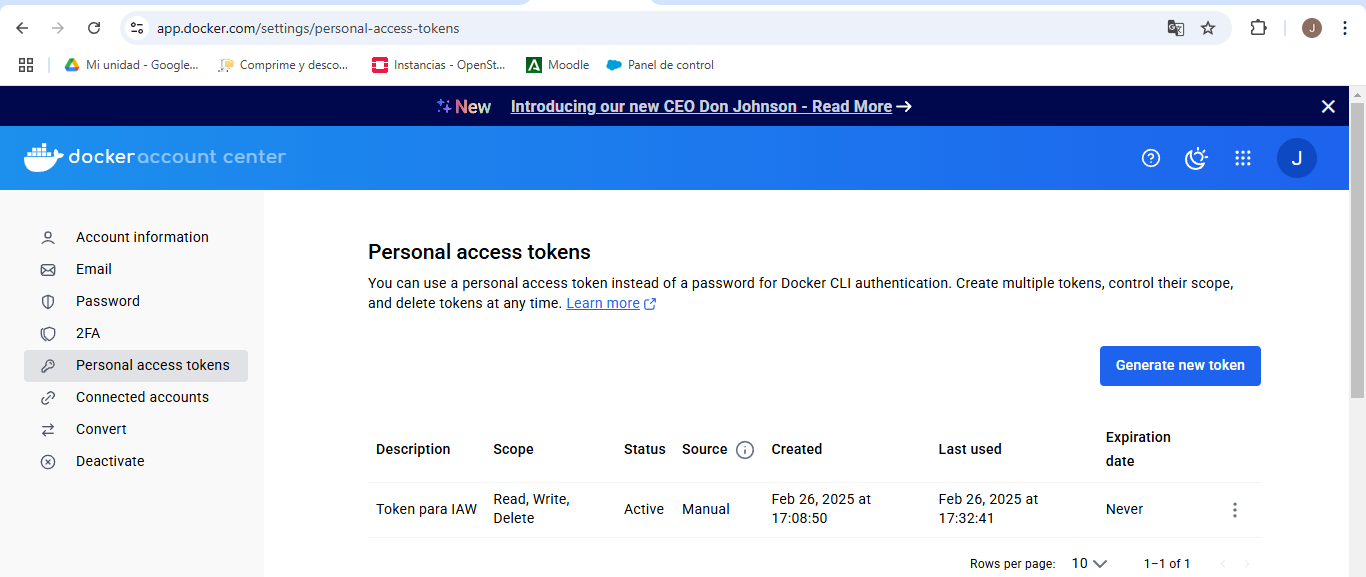 app.docker.com/settings/personal-access-tokens
J
Mi unidad - Google...
Comprime y desco...
Instancias - OpenSt...
Moodle
Panel de control
New
Introducing our new CEO Don Johnson - Read More
docker account center
J
Account information
Email
Password
2FA
Personal access tokens
Connected accounts
Convert
Deactivate
Personal access tokens
You can use a personal access token instead of a password for Docker CLI authentication. Create multiple tokens, control their scope,
and delete tokens at any time. Learn more
Generate new token
Description
Scope
Status
Source
Created
Last used
Expiration
date
Token para IAW
Read, Write,
Delete
Active
Manual
Feb 26, 2025 at
17:08:50
Feb 26, 2025 at
17:32:41
Never
Rows per page:
10
1–1 of 1